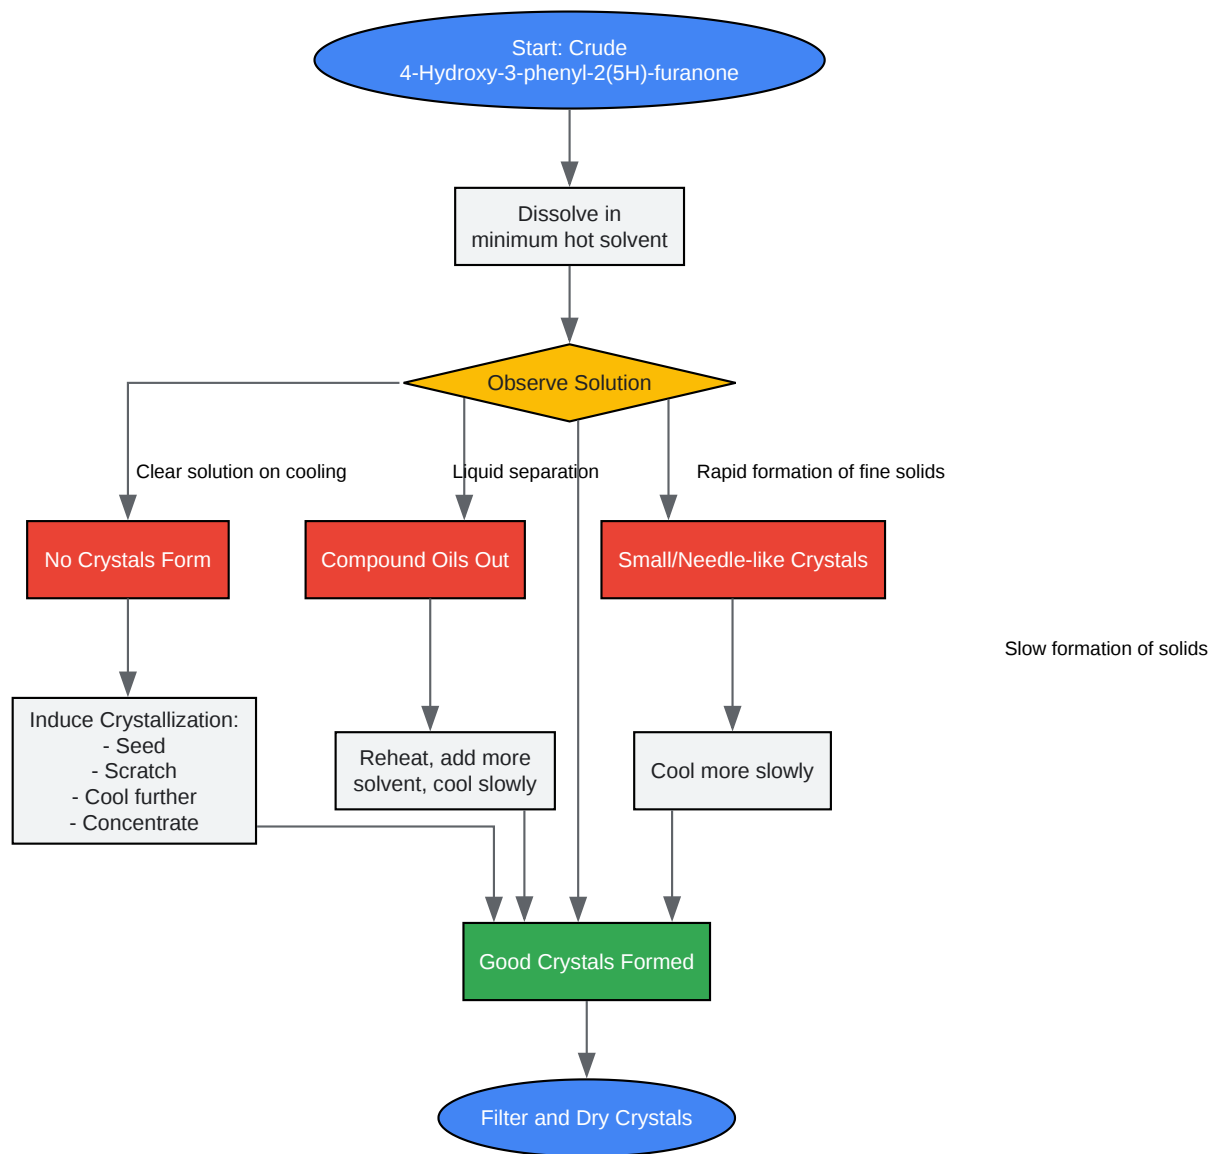 Start: Crude
4-Hydroxy-3-phenyl-2(5H)-furanone
Dissolve in
minimum hot solvent
Observe Solution
Clear solution on cooling
Liquid separation
Rapid formation of fine solids
No Crystals Form
Compound Oils Out
Small/Needle-like Crystals
Slow formation of solids
Induce Crystallization:
- Seed
- Scratch
- Cool further
- Concentrate
Reheat, add more
solvent, cool slowly
Cool more slowly
Good Crystals Formed
Filter and Dry Crystals